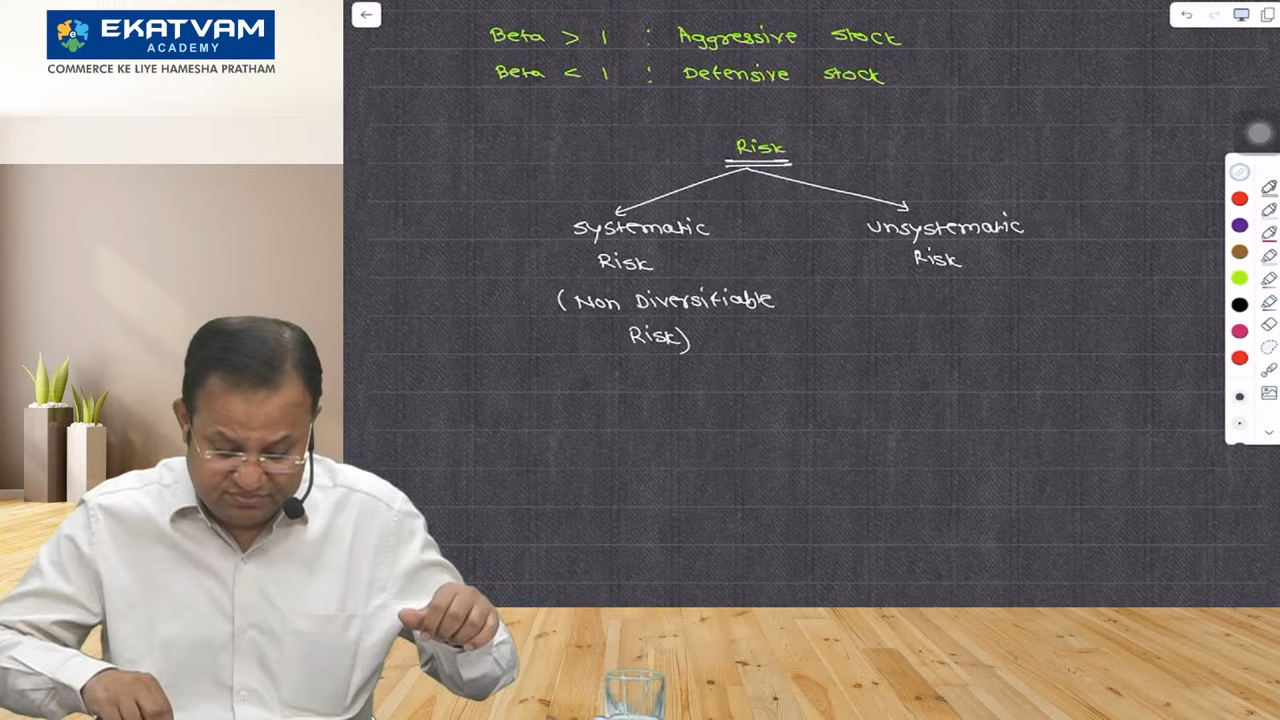 EKATVAM
ACADEMY
COMMERCE KE LIYE HAMESHA PRATHAM
Beta > 1 : Aggressive stock
Beta < 1 : Defensive stock
Risk
systematic Risk
(Non Diversifiable Risk)
unsystematic Risk